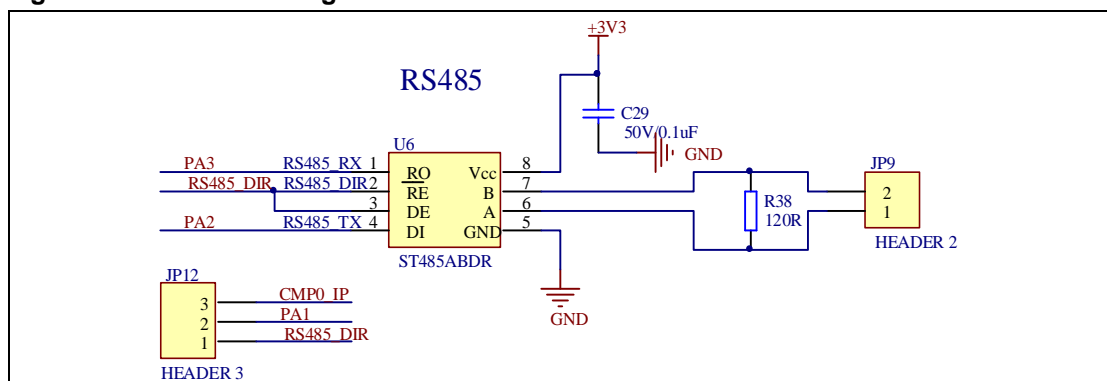 +3V3
RS485
C29
50V/0.1uF
GND
U6
PA3 RS485_RX 1 RO Vcc 8
RS485_DIR RS485_DIR 2 RE B 7
3 DE A 6
PA2 RS485_TX 4 DI GND 5
ST485ABDR
GND
R38
120R
JP9
2
1
HEADER 2
JP12
3 CMP0_IP
2 PA1
1 RS485_DIR
HEADER 3